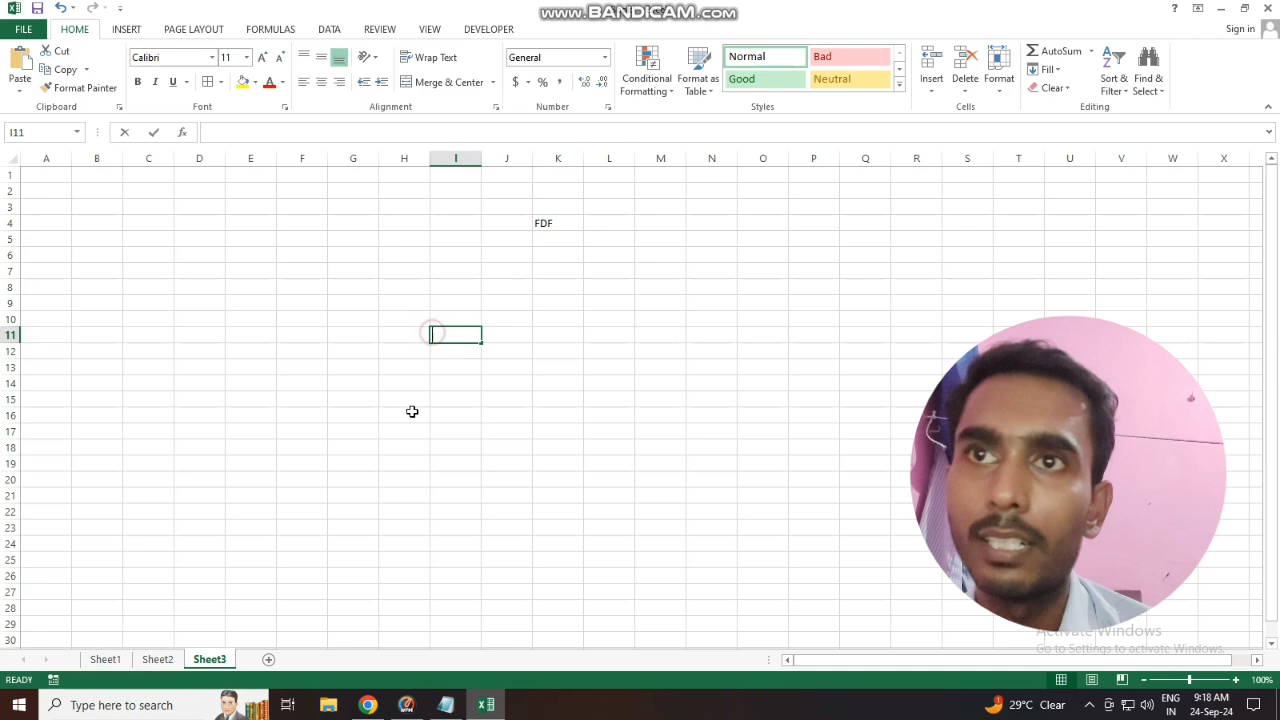 www.BANDICAM.com
Sign in
FILE HOME INSERT PAGE LAYOUT FORMULAS DATA REVIEW VIEW DEVELOPER
Paste
Cut
Copy
Format Painter
Clipboard
Calibri 11
B I U
Font
Wrap Text
Merge & Center
Alignment
General
$ % ,
Number
Conditional Formatting
Format as Table
Normal Bad
Good Neutral
Styles
Insert Delete Format
Cells
AutoSum
Fill
Clear
Sort & Filter
Find & Select
Editing
I11
fx
A B C D E F G H I J K L M N O P Q R S T U V W X
1
2
3
4 FDF
5
6
7
8
9
10
11
12
13
14
15
16
17
18
19
20
21
22
23
24
25
26
27
28
29
30
Activate Windows
Go to Settings to activate Windows.
Sheet1 Sheet2 Sheet3
READY
100%
Type here to search
29°C Clear
ENG
IN
9:18 AM
24-Sep-24